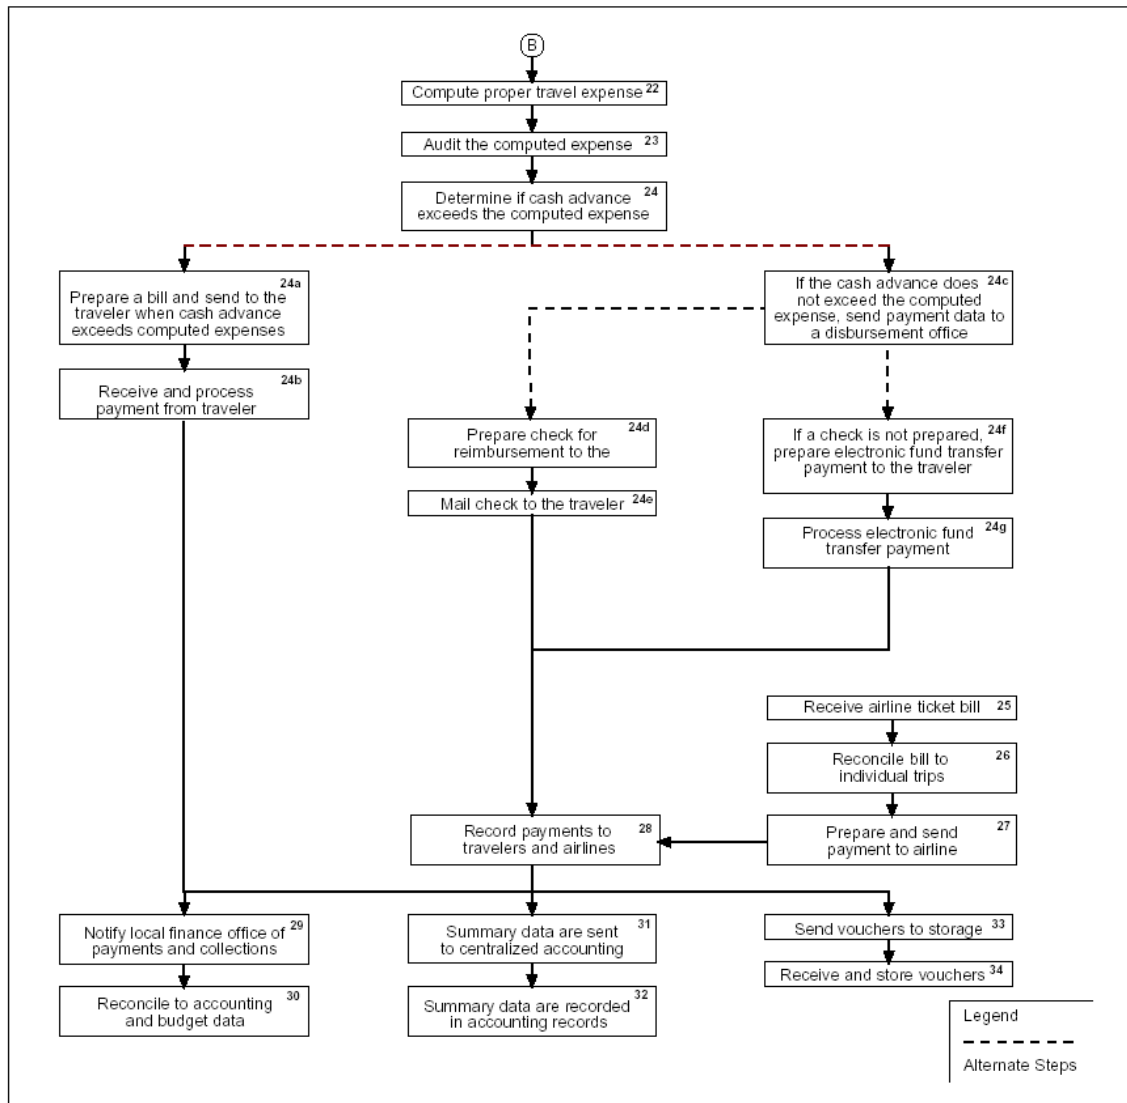 B
Compute proper travel expense 22
Audit the computed expense 23
Determine if cash advance 24
exceeds the computed expense
24a
Prepare a bill and send to the
traveler when cash advance
exceeds computed expenses
24b
Receive and process
payment from traveler
If the cash advance does 24c
not exceed the computed
expense, send payment data to
a disbursement office
Prepare check for 24d
reimbursement to the
Mail check to the traveler 24e
If a check is not prepared, 24f
prepare electronic fund transfer
payment to the traveler
Process electronic fund 24g
transfer payment
Receive airline ticket bill 25
Reconcile bill to 26
individual trips
Prepare and send 27
payment to airline
Record payments to 28
travelers and airlines
Notify local finance office of 29
payments and collections
Reconcile to accounting 30
and budget data
Summary data are sent 31
to centralized accounting
Summary data are recorded 32
in accounting records
Send vouchers to storage 33
Receive and store vouchers 34
Legend
Alternate Steps